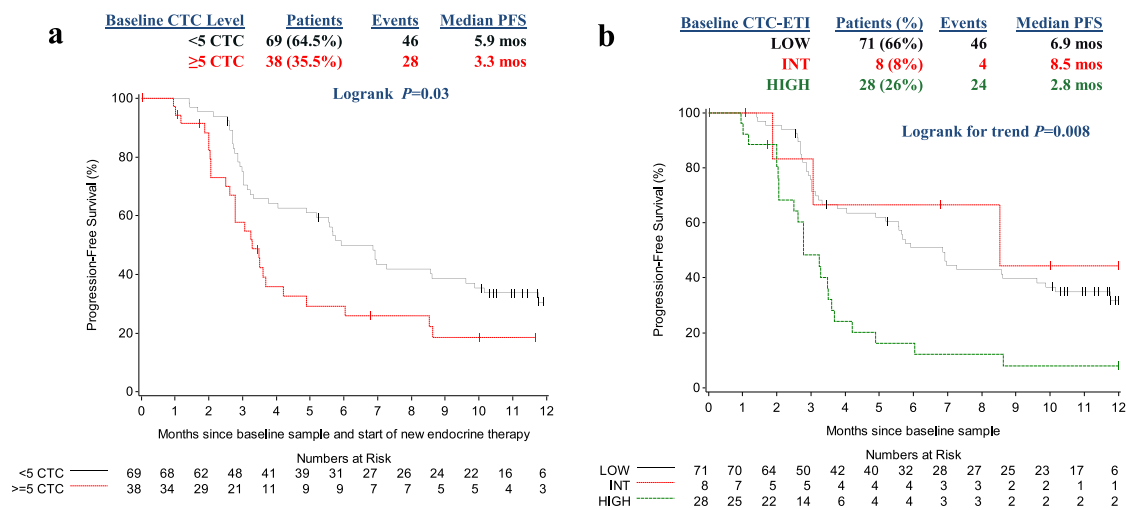 a
Baseline CTC Level Patients Events Median PFS
<5 CTC 69 (64.5%) 46 5.9 mos
≥5 CTC 38 (35.5%) 28 3.3 mos
Logrank P=0.03
Progression-Free Survival (%)
100
80
60
40
20
0
0 1 2 3 4 5 6 7 8 9 10 11 12
Months since baseline sample and start of new endocrine therapy
Numbers at Risk
<5 CTC 69 68 62 48 41 39 31 27 26 24 22 16 6
>=5 CTC 38 34 29 21 11 9 9 7 7 5 5 4 3
b
Baseline CTC-ETI Patients (%) Events Median PFS
LOW 71 (66%) 46 6.9 mos
INT 8 (8%) 4 8.5 mos
HIGH 28 (26%) 24 2.8 mos
Logrank for trend P=0.008
Progression-Free Survival (%)
100
80
60
40
20
0
0 1 2 3 4 5 6 7 8 9 10 11 12
Months since baseline sample
Numbers at Risk
LOW 71 70 64 50 42 40 32 28 27 25 23 17 6
INT 8 7 5 5 4 4 4 3 3 2 2 1 1
HIGH 28 25 22 14 6 4 4 3 3 2 2 2 2